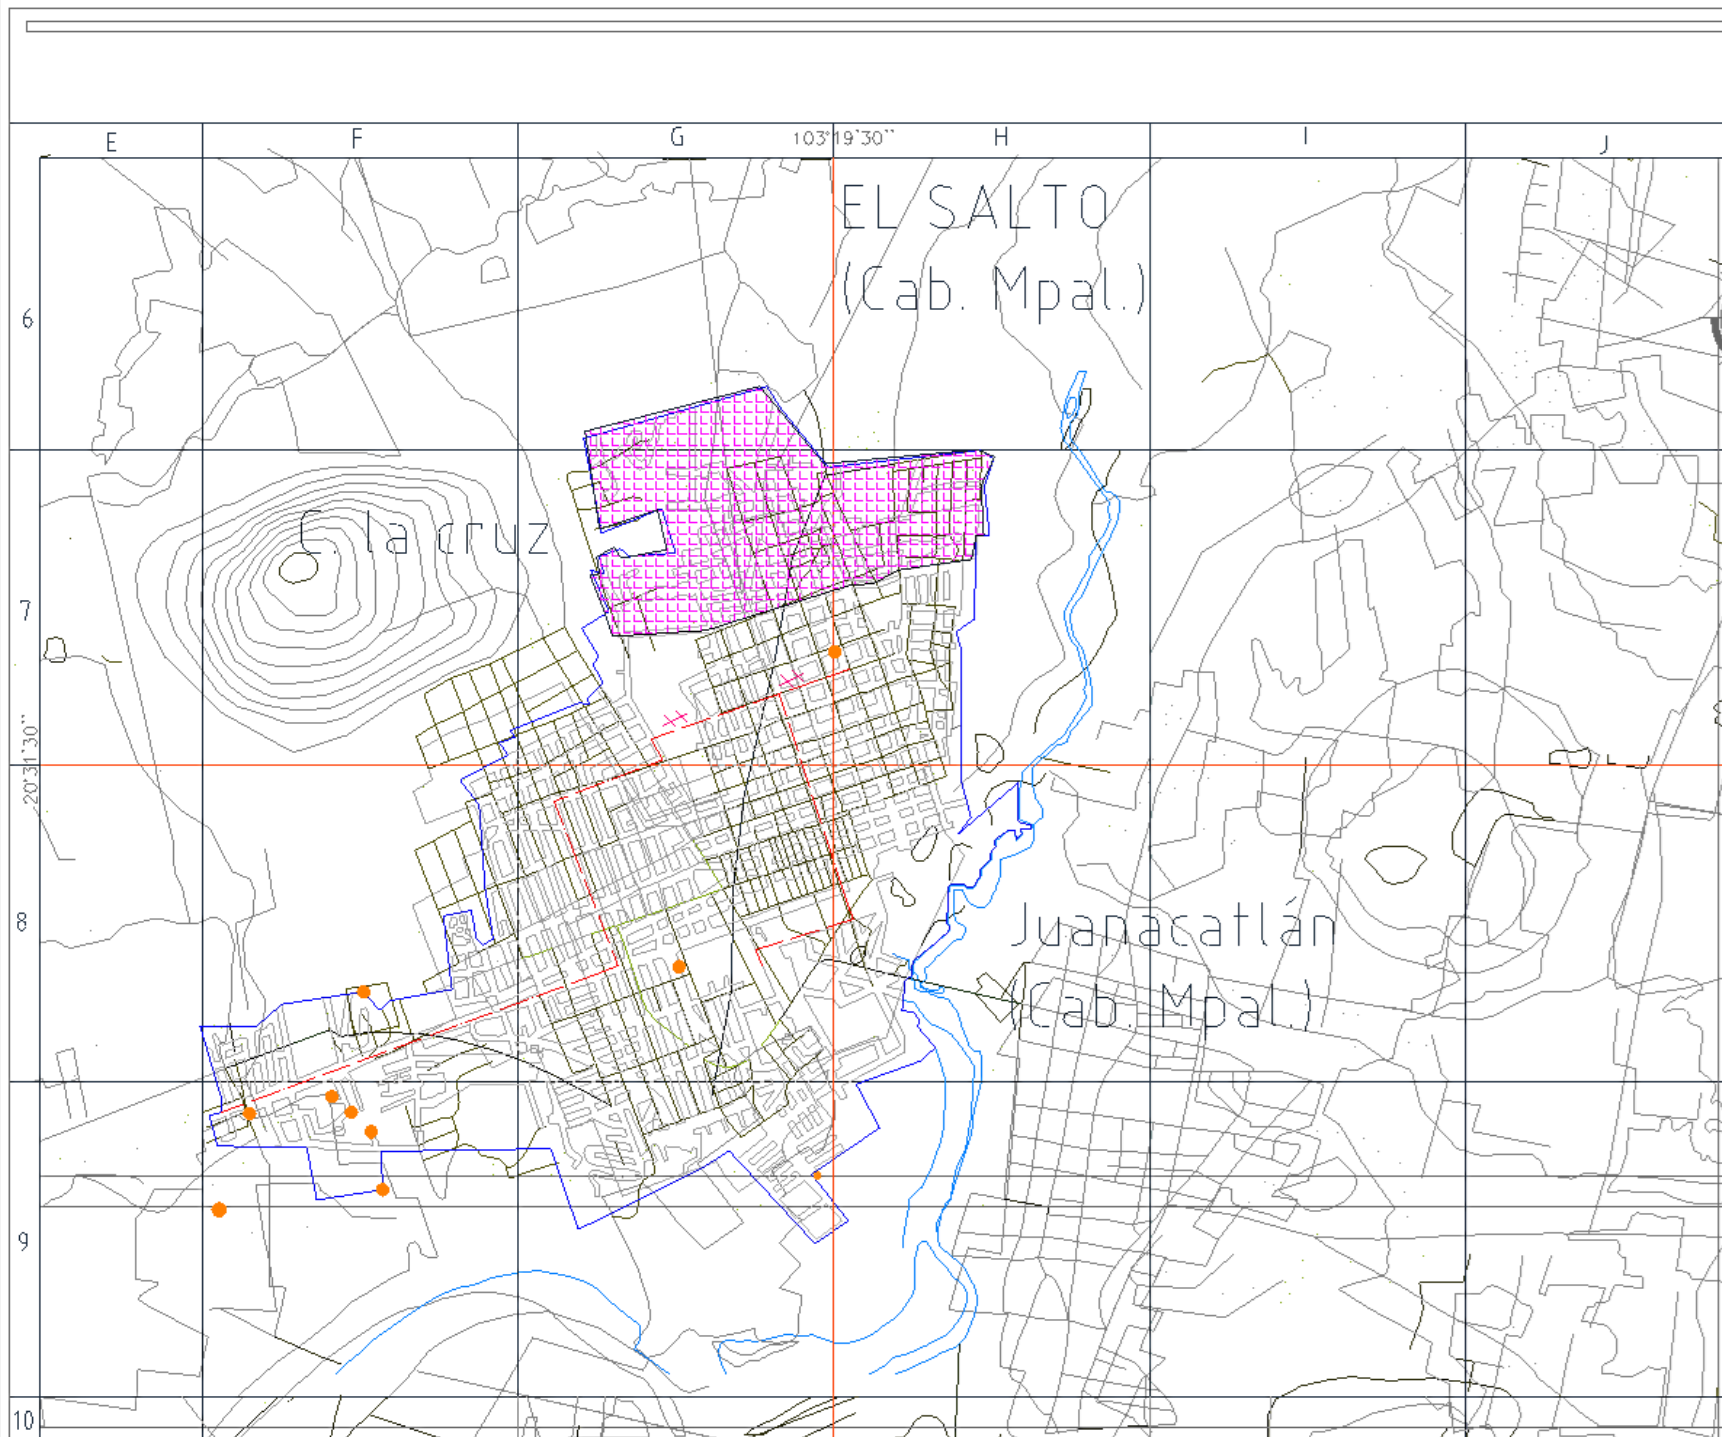 E F G 103°19'30'' H I J
EL SALTO
(Cab. Mpal.)
6
C. la cruz
7
20°31'30''
8
Juanacatlán
(Cab. Mpal.)
9
10